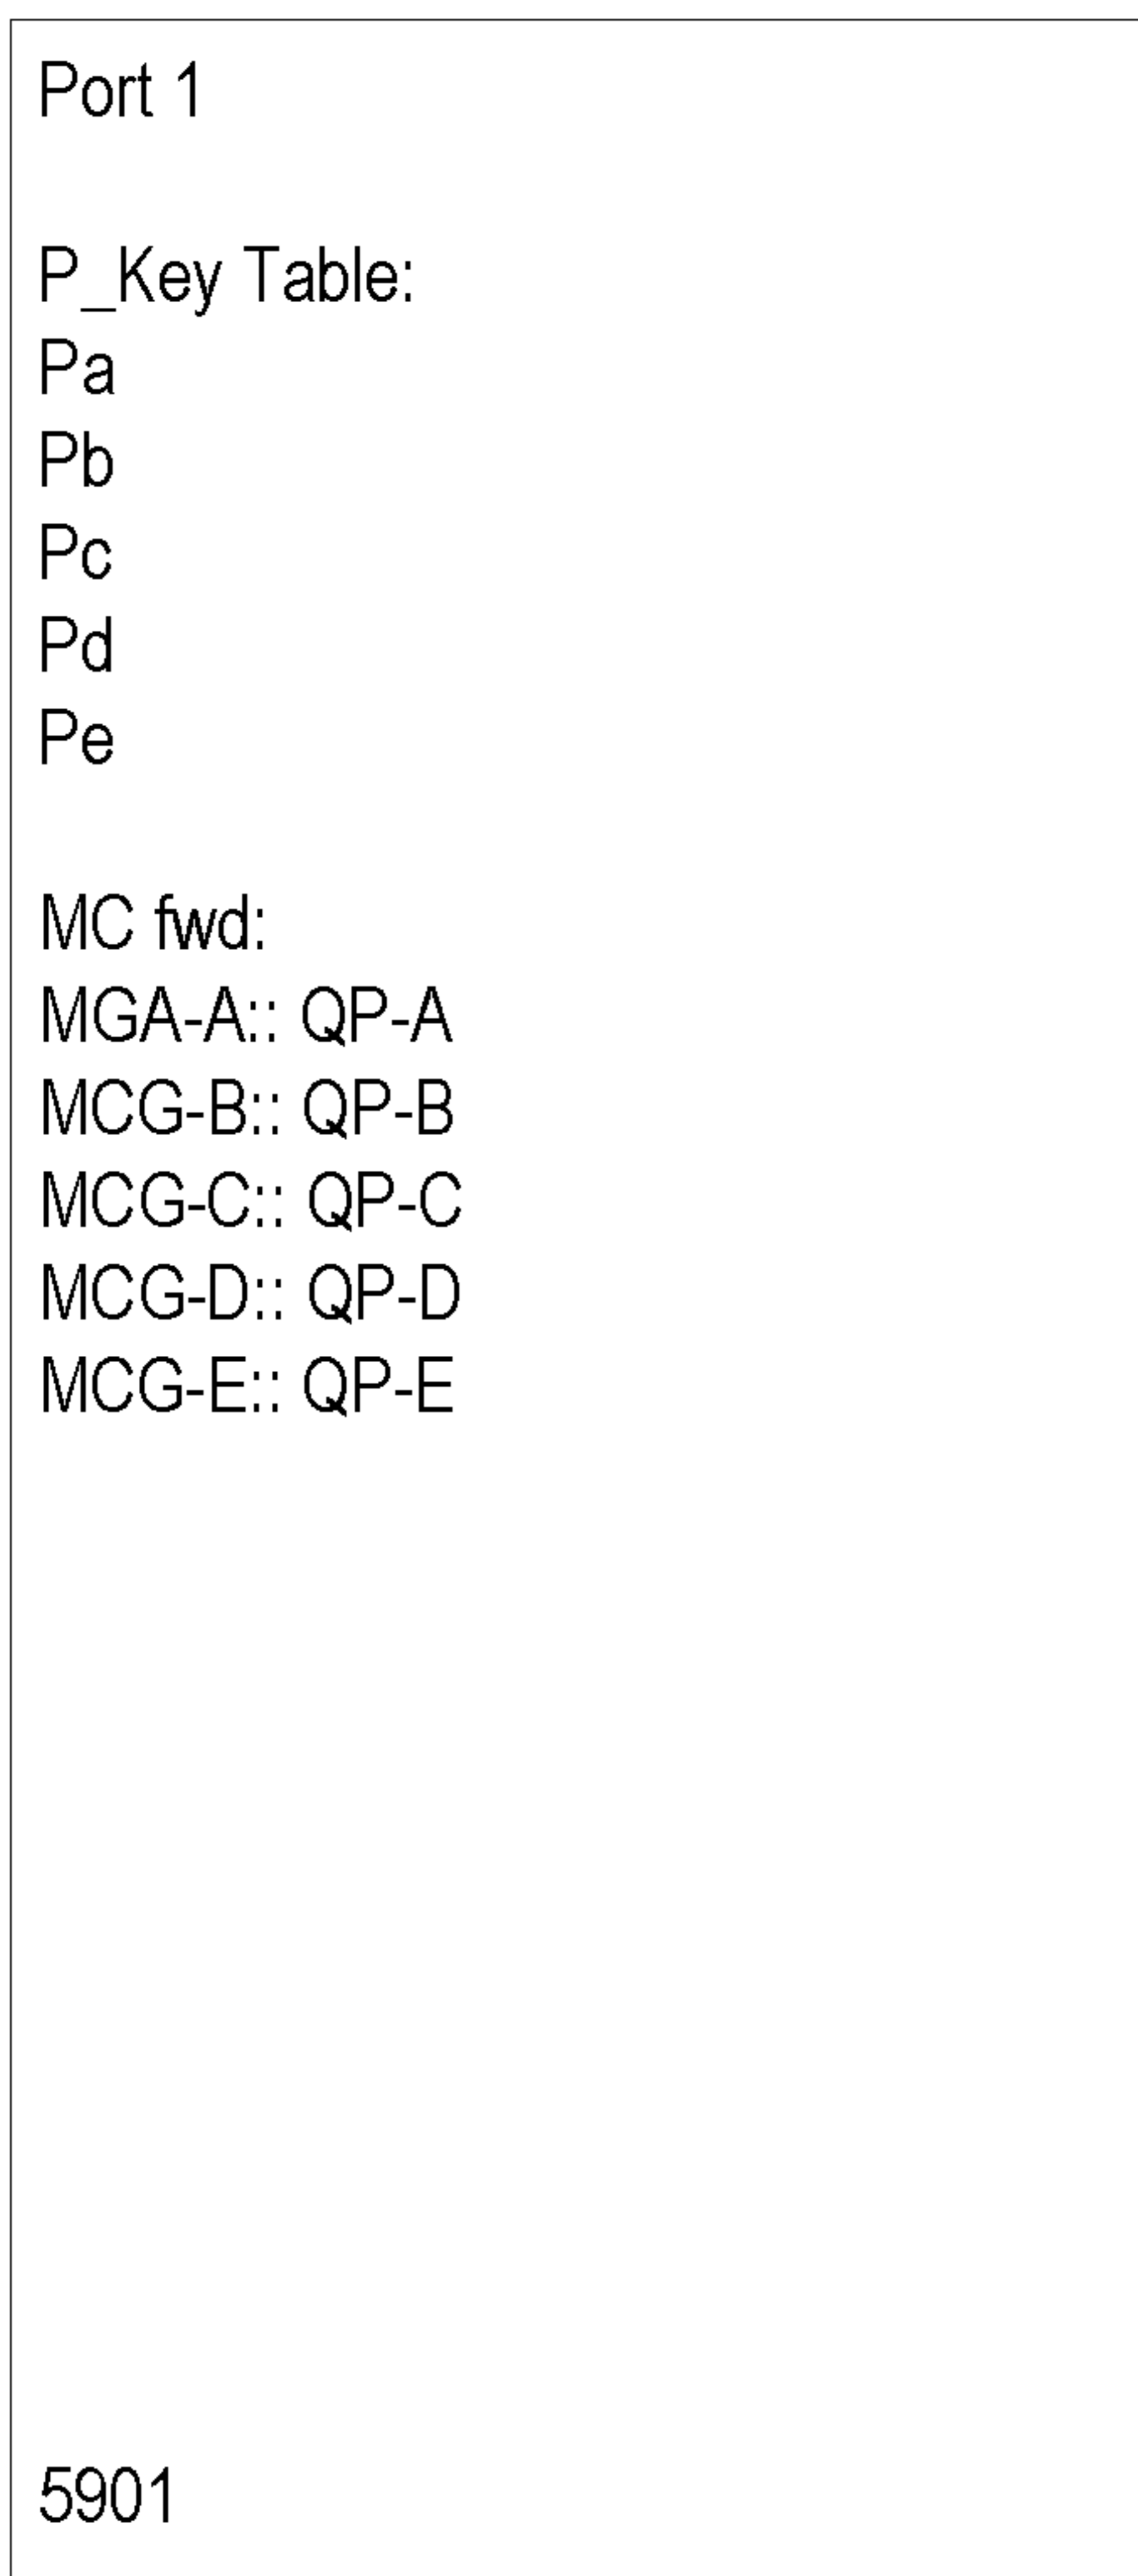 Port 1
P_Key Table:
Pa
Pb
Pc
Pd
Pe
MC fwd:
MGA-A:: QP-A
MCG-B:: QP-B
MCG-C:: QP-C
MCG-D:: QP-D
MCG-E:: QP-E
5901